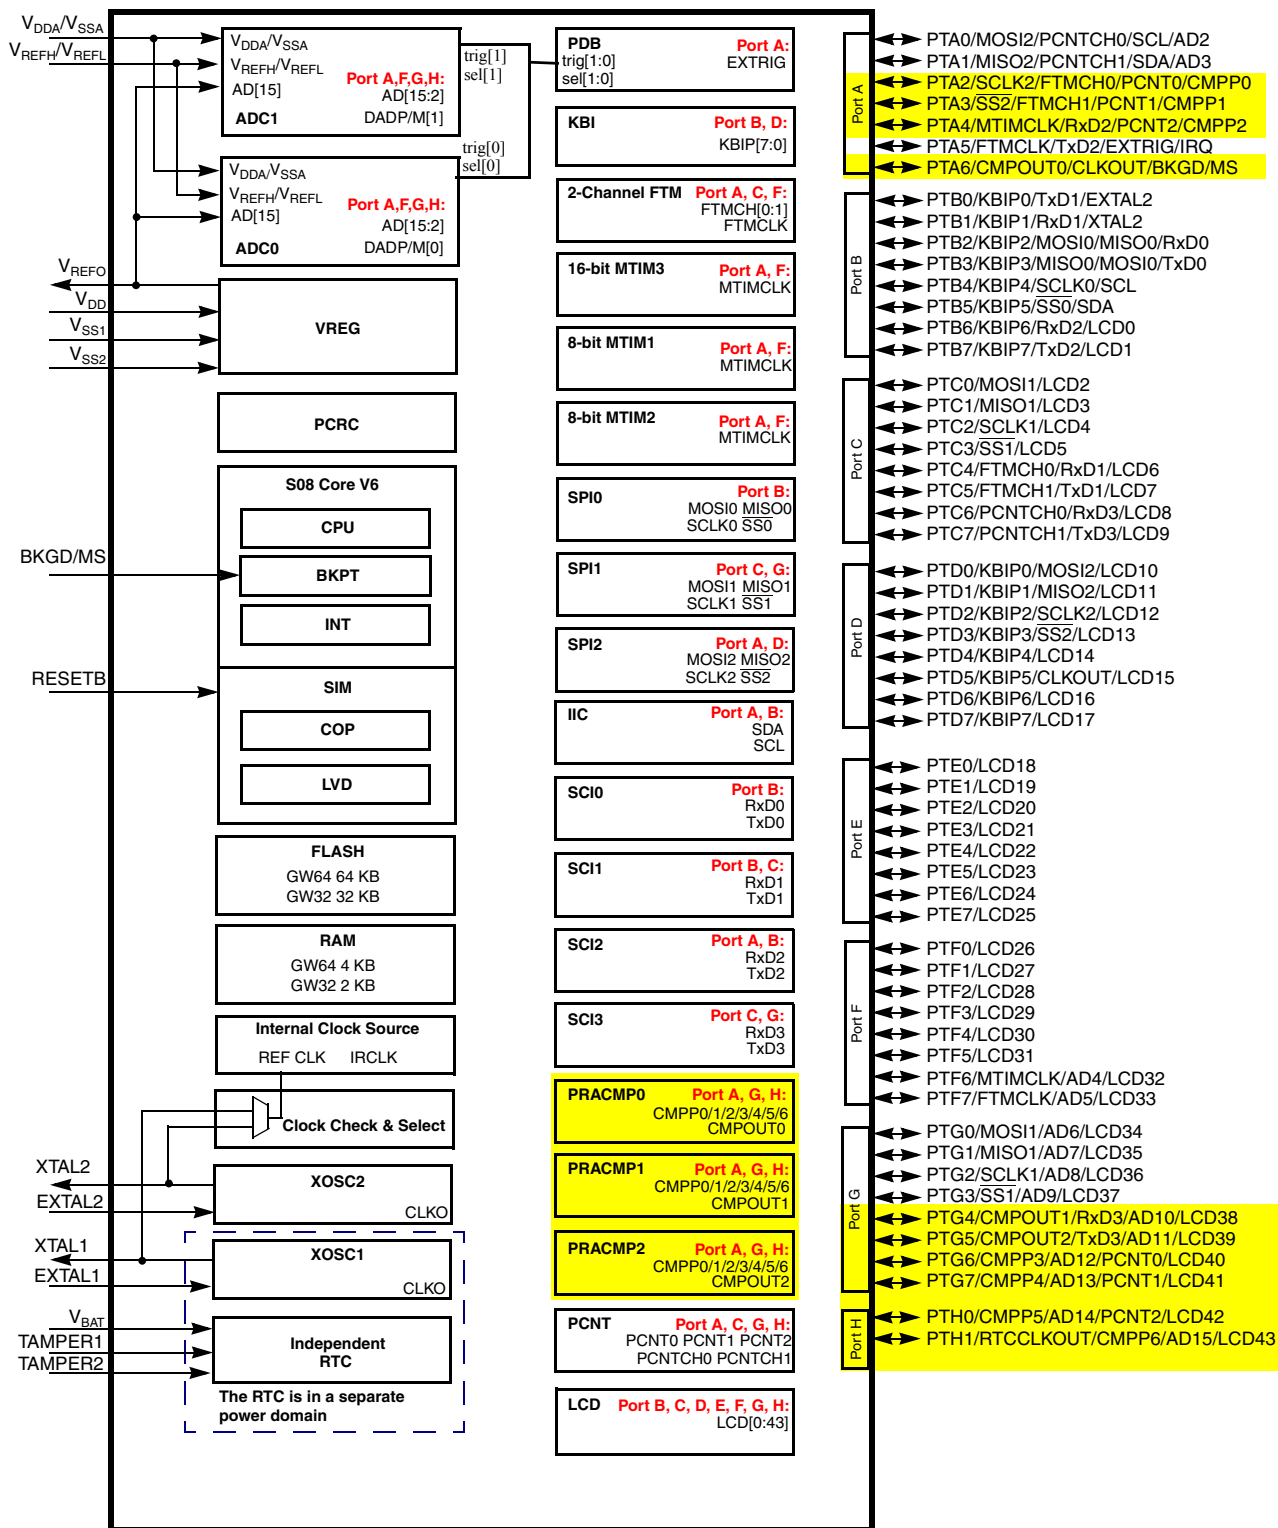 V_DDA/V_SSA
V_REFH/V_REFL
V_REFO
V_DD
V_SS1
V_SS2
BKGD/MS
RESETB
XTAL2
EXTAL2
XTAL1
EXTAL1
V_BAT
TAMPER1
TAMPER2
V_DDA/V_SSA
V_REFH/V_REFL
AD[15]
ADC1
Port A,F,G,H:
AD[15:2]
DADP/M[1]
trig[1]
sel[1]
V_DDA/V_SSA
V_REFH/V_REFL
AD[15]
ADC0
Port A,F,G,H:
AD[15:2]
DADP/M[0]
trig[0]
sel[0]
VREG
PCRC
S08 Core V6
CPU
BKPT
INT
SIM
COP
LVD
FLASH
GW64 64 KB
GW32 32 KB
RAM
GW64 4 KB
GW32 2 KB
Internal Clock Source
REF CLK IRCLK
Clock Check & Select
XOSC2
CLKO
XOSC1
CLKO
Independent
RTC
The RTC is in a separate
power domain
PDB Port A:
trig[1:0] EXTRIG
sel[1:0]
KBI Port B, D:
KBIP[7:0]
2-Channel FTM Port A, C, F:
FTMCH[0:1]
FTMCLK
16-bit MTIM3 Port A, F:
MTIMCLK
8-bit MTIM1 Port A, F:
MTIMCLK
8-bit MTIM2 Port A, F:
MTIMCLK
SPI0 Port B:
MOSI0 MISO0
SCLK0 SS0
SPI1 Port C, G:
MOSI1 MISO1
SCLK1 SS1
SPI2 Port A, D:
MOSI2 MISO2
SCLK2 SS2
IIC Port A, B:
SDA
SCL
SCI0 Port B:
RxD0
TxD0
SCI1 Port B, C:
RxD1
TxD1
SCI2 Port A, B:
RxD2
TxD2
SCI3 Port C, G:
RxD3
TxD3
PRACMP0 Port A, G, H:
CMPP0/1/2/3/4/5/6
CMPOUT0
PRACMP1 Port A, G, H:
CMPP0/1/2/3/4/5/6
CMPOUT1
PRACMP2 Port A, G, H:
CMPP0/1/2/3/4/5/6
CMPOUT2
PCNT Port A, C, G, H:
PCNT0 PCNT1 PCNT2
PCNTCH0 PCNTCH1
LCD Port B, C, D, E, F, G, H:
LCD[0:43]
Port A
PTA0/MOSI2/PCNTCH0/SCL/AD2
PTA1/MISO2/PCNTCH1/SDA/AD3
PTA2/SCLK2/FTMCH0/PCNT0/CMPP0
PTA3/SS2/FTMCH1/PCNT1/CMPP1
PTA4/MTIMCLK/RxD2/PCNT2/CMPP2
PTA5/FTMCLK/TxD2/EXTRIG/IRQ
PTA6/CMPOUT0/CLKOUT/BKGD/MS
Port B
PTB0/KBIP0/TxD1/EXTAL2
PTB1/KBIP1/RxD1/XTAL2
PTB2/KBIP2/MOSI0/MISO0/RxD0
PTB3/KBIP3/MISO0/MOSI0/TxD0
PTB4/KBIP4/SCLK0/SCL
PTB5/KBIP5/SS0/SDA
PTB6/KBIP6/RxD2/LCD0
PTB7/KBIP7/TxD2/LCD1
Port C
PTC0/MOSI1/LCD2
PTC1/MISO1/LCD3
PTC2/SCLK1/LCD4
PTC3/SS1/LCD5
PTC4/FTMCH0/RxD1/LCD6
PTC5/FTMCH1/TxD1/LCD7
PTC6/PCNTCH0/RxD3/LCD8
PTC7/PCNTCH1/TxD3/LCD9
Port D
PTD0/KBIP0/MOSI2/LCD10
PTD1/KBIP1/MISO2/LCD11
PTD2/KBIP2/SCLK2/LCD12
PTD3/KBIP3/SS2/LCD13
PTD4/KBIP4/LCD14
PTD5/KBIP5/CLKOUT/LCD15
PTD6/KBIP6/LCD16
PTD7/KBIP7/LCD17
Port E
PTE0/LCD18
PTE1/LCD19
PTE2/LCD20
PTE3/LCD21
PTE4/LCD22
PTE5/LCD23
PTE6/LCD24
PTE7/LCD25
Port F
PTF0/LCD26
PTF1/LCD27
PTF2/LCD28
PTF3/LCD29
PTF4/LCD30
PTF5/LCD31
PTF6/MTIMCLK/AD4/LCD32
PTF7/FTMCLK/AD5/LCD33
Port G
PTG0/MOSI1/AD6/LCD34
PTG1/MISO1/AD7/LCD35
PTG2/SCLK1/AD8/LCD36
PTG3/SS1/AD9/LCD37
PTG4/CMPOUT1/RxD3/AD10/LCD38
PTG5/CMPOUT2/TxD3/AD11/LCD39
PTG6/CMPP3/AD12/PCNT0/LCD40
PTG7/CMPP4/AD13/PCNT1/LCD41
Port H
PTH0/CMPP5/AD14/PCNT2/LCD42
PTH1/RTCCLKOUT/CMPP6/AD15/LCD43